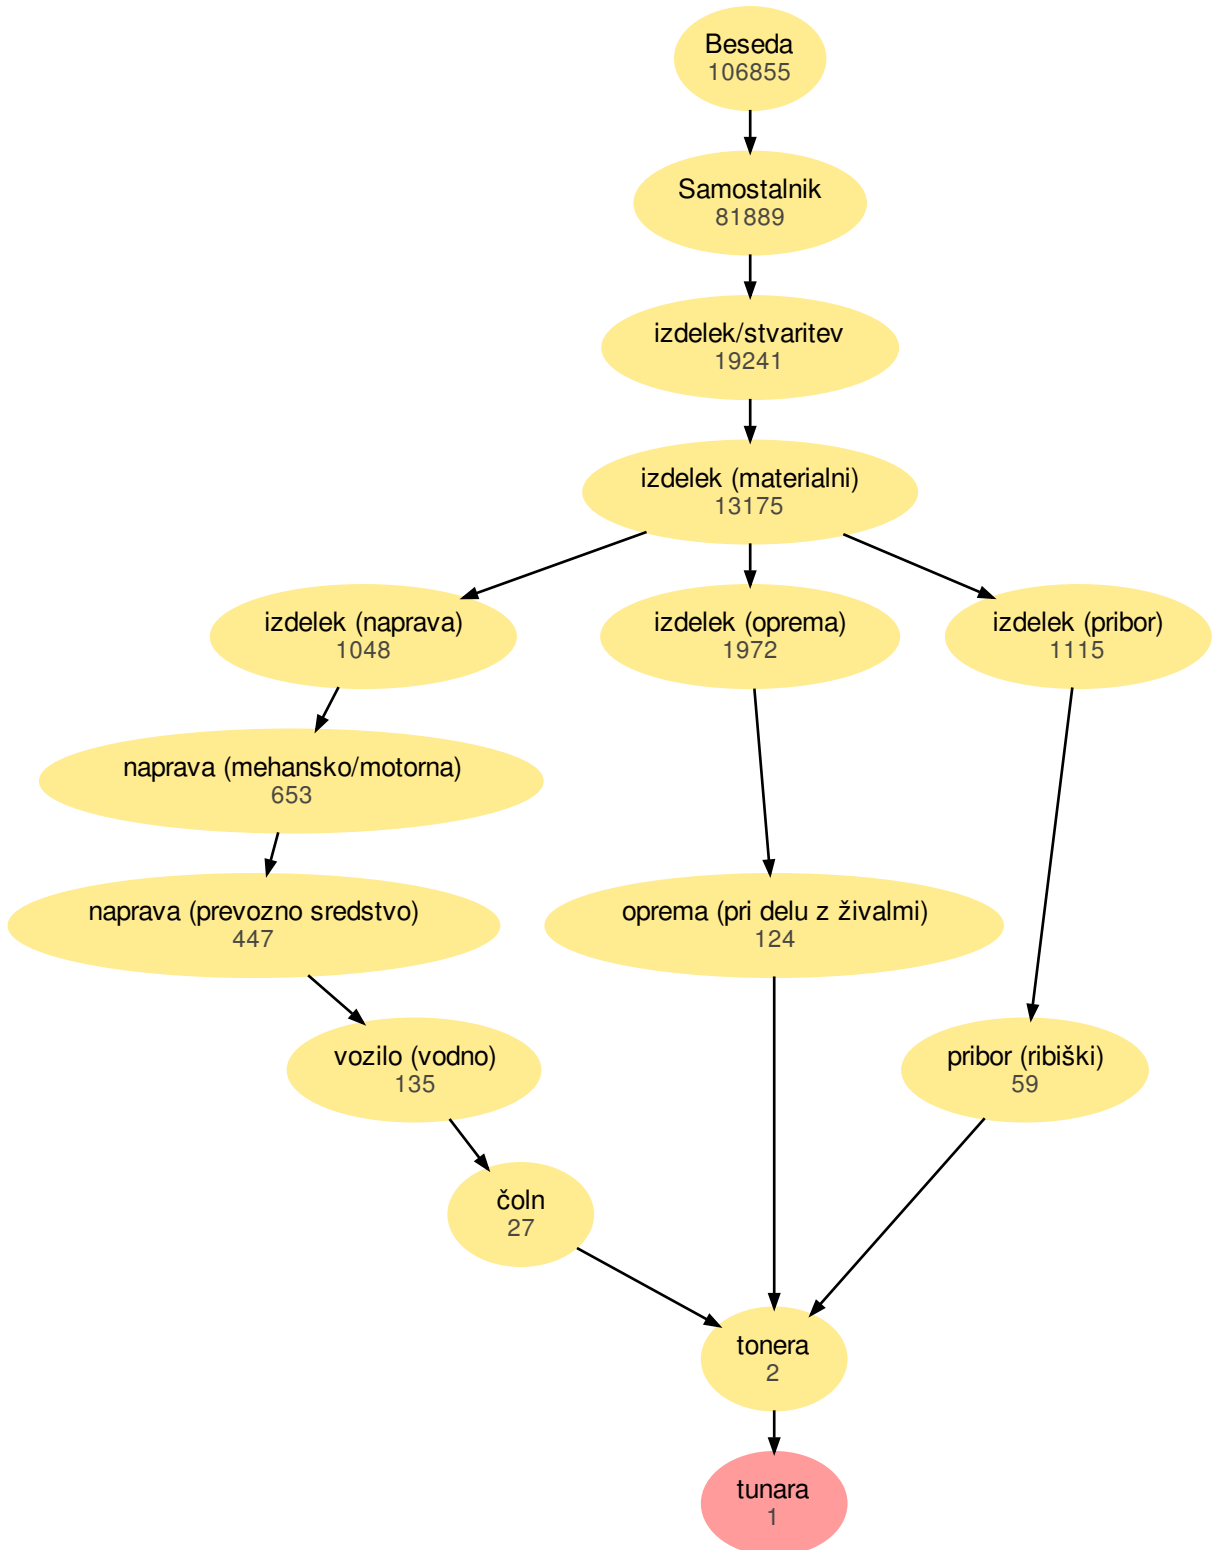 Beseda
106855
Samostalnik
81889
izdelek/stvaritev
19241
izdelek (materialni)
13175
izdelek (naprava)
1048
izdelek (oprema)
1972
izdelek (pribor)
1115
naprava (mehansko/motorna)
653
naprava (prevozno sredstvo)
447
oprema (pri delu z živalmi)
124
vozilo (vodno)
135
pribor (ribiški)
59
čoln
27
tonera
2
tunara
1